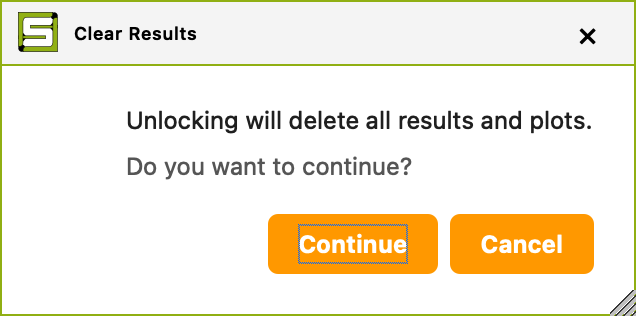 S
Clear Results
Unlocking will delete all results and plots.
Do you want to continue?
Continue
Cancel